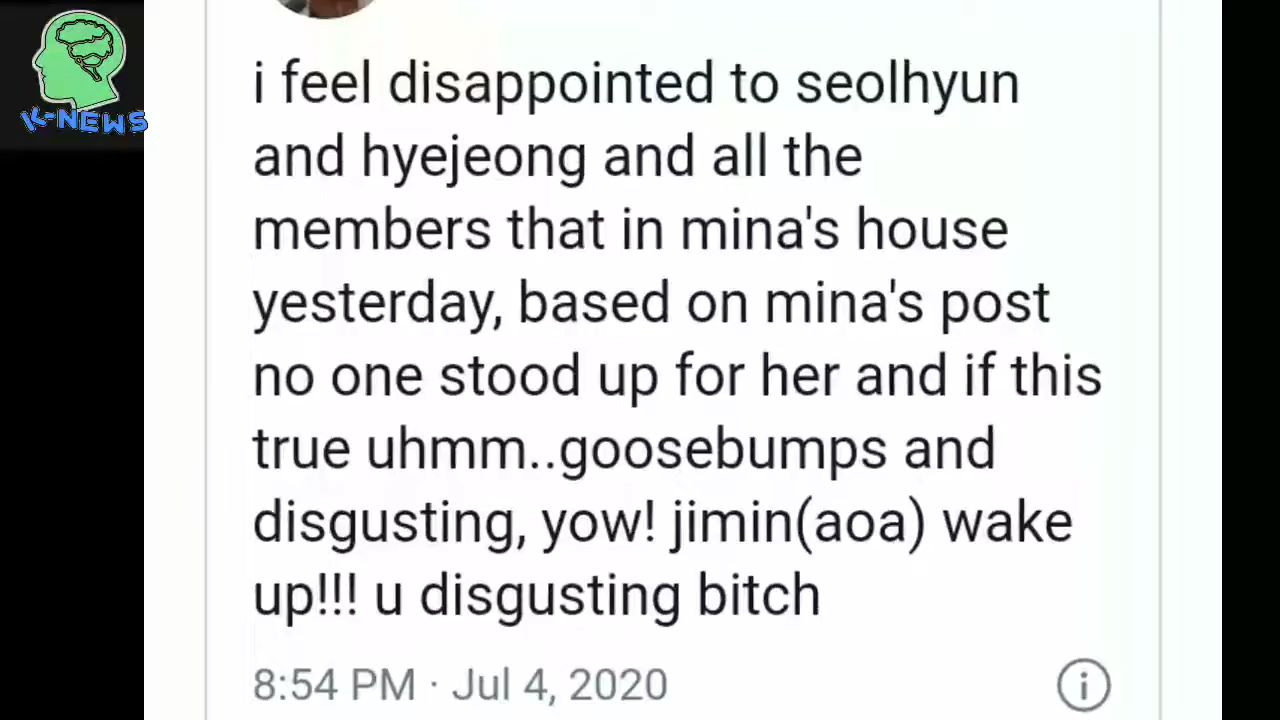 K-NEWS
i feel disappointed to seolhyun
and hyejeong and all the
members that in mina's house
yesterday, based on mina's post
no one stood up for her and if this
true uhmm..goosebumps and
disgusting, yow! jimin(aoa) wake
up!!! u disgusting bitch
8:54 PM · Jul 4, 2020